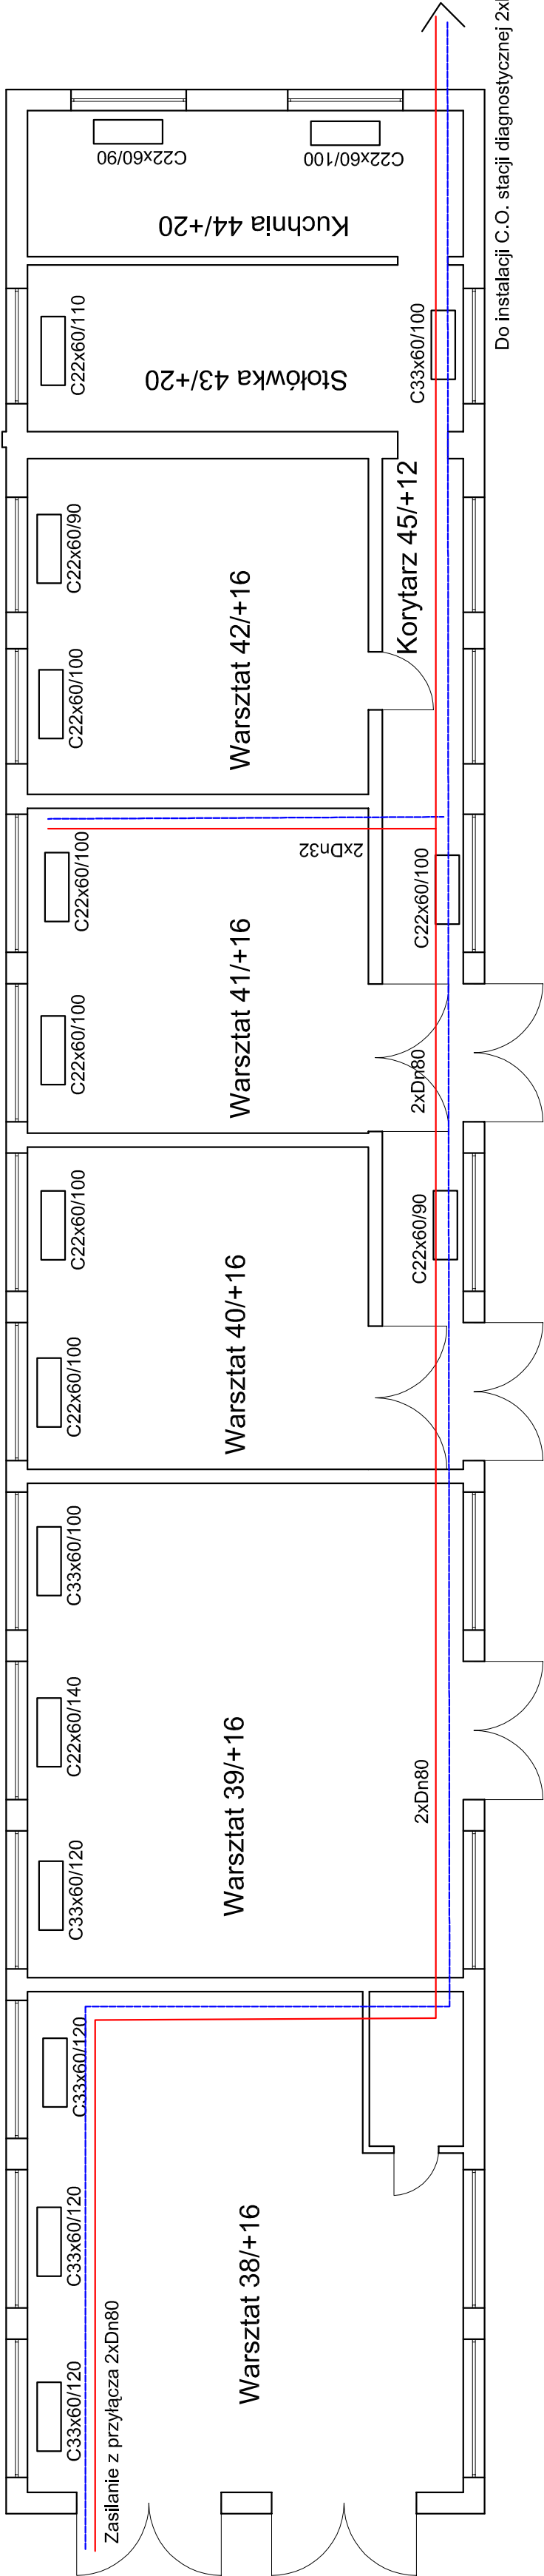 Do instalacji C.O. stacji diagnostycznej
C22x60/90
C22x60/100
Kuchnia 44/+20
C22x60/110
Stołówka 43/+20
C33x60/100
C22x60/90
C22x60/100
Warsztat 42/+16
Korytarz 45/+12
2xDn32
C22x60/100
C22x60/100
C22x60/100
Warsztat 41/+16
2xDn80
C22x60/100
C22x60/90
C22x60/100
Warsztat 40/+16
C33x60/100
C22x60/140
C33x60/120
Warsztat 39/+16
2xDn80
C33x60/120
C33x60/120
C33x60/120
Warsztat 38/+16
Zasilanie z przyłącza 2xDn80